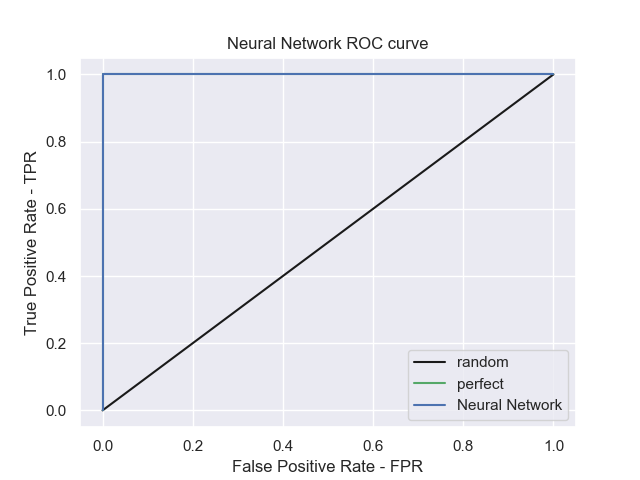 Neural Network ROC curve
True Positive Rate - TPR
1.0
0.8
0.6
0.4
0.2
0.0
random
perfect
Neural Network
0.0 0.2 0.4 0.6 0.8 1.0
False Positive Rate - FPR